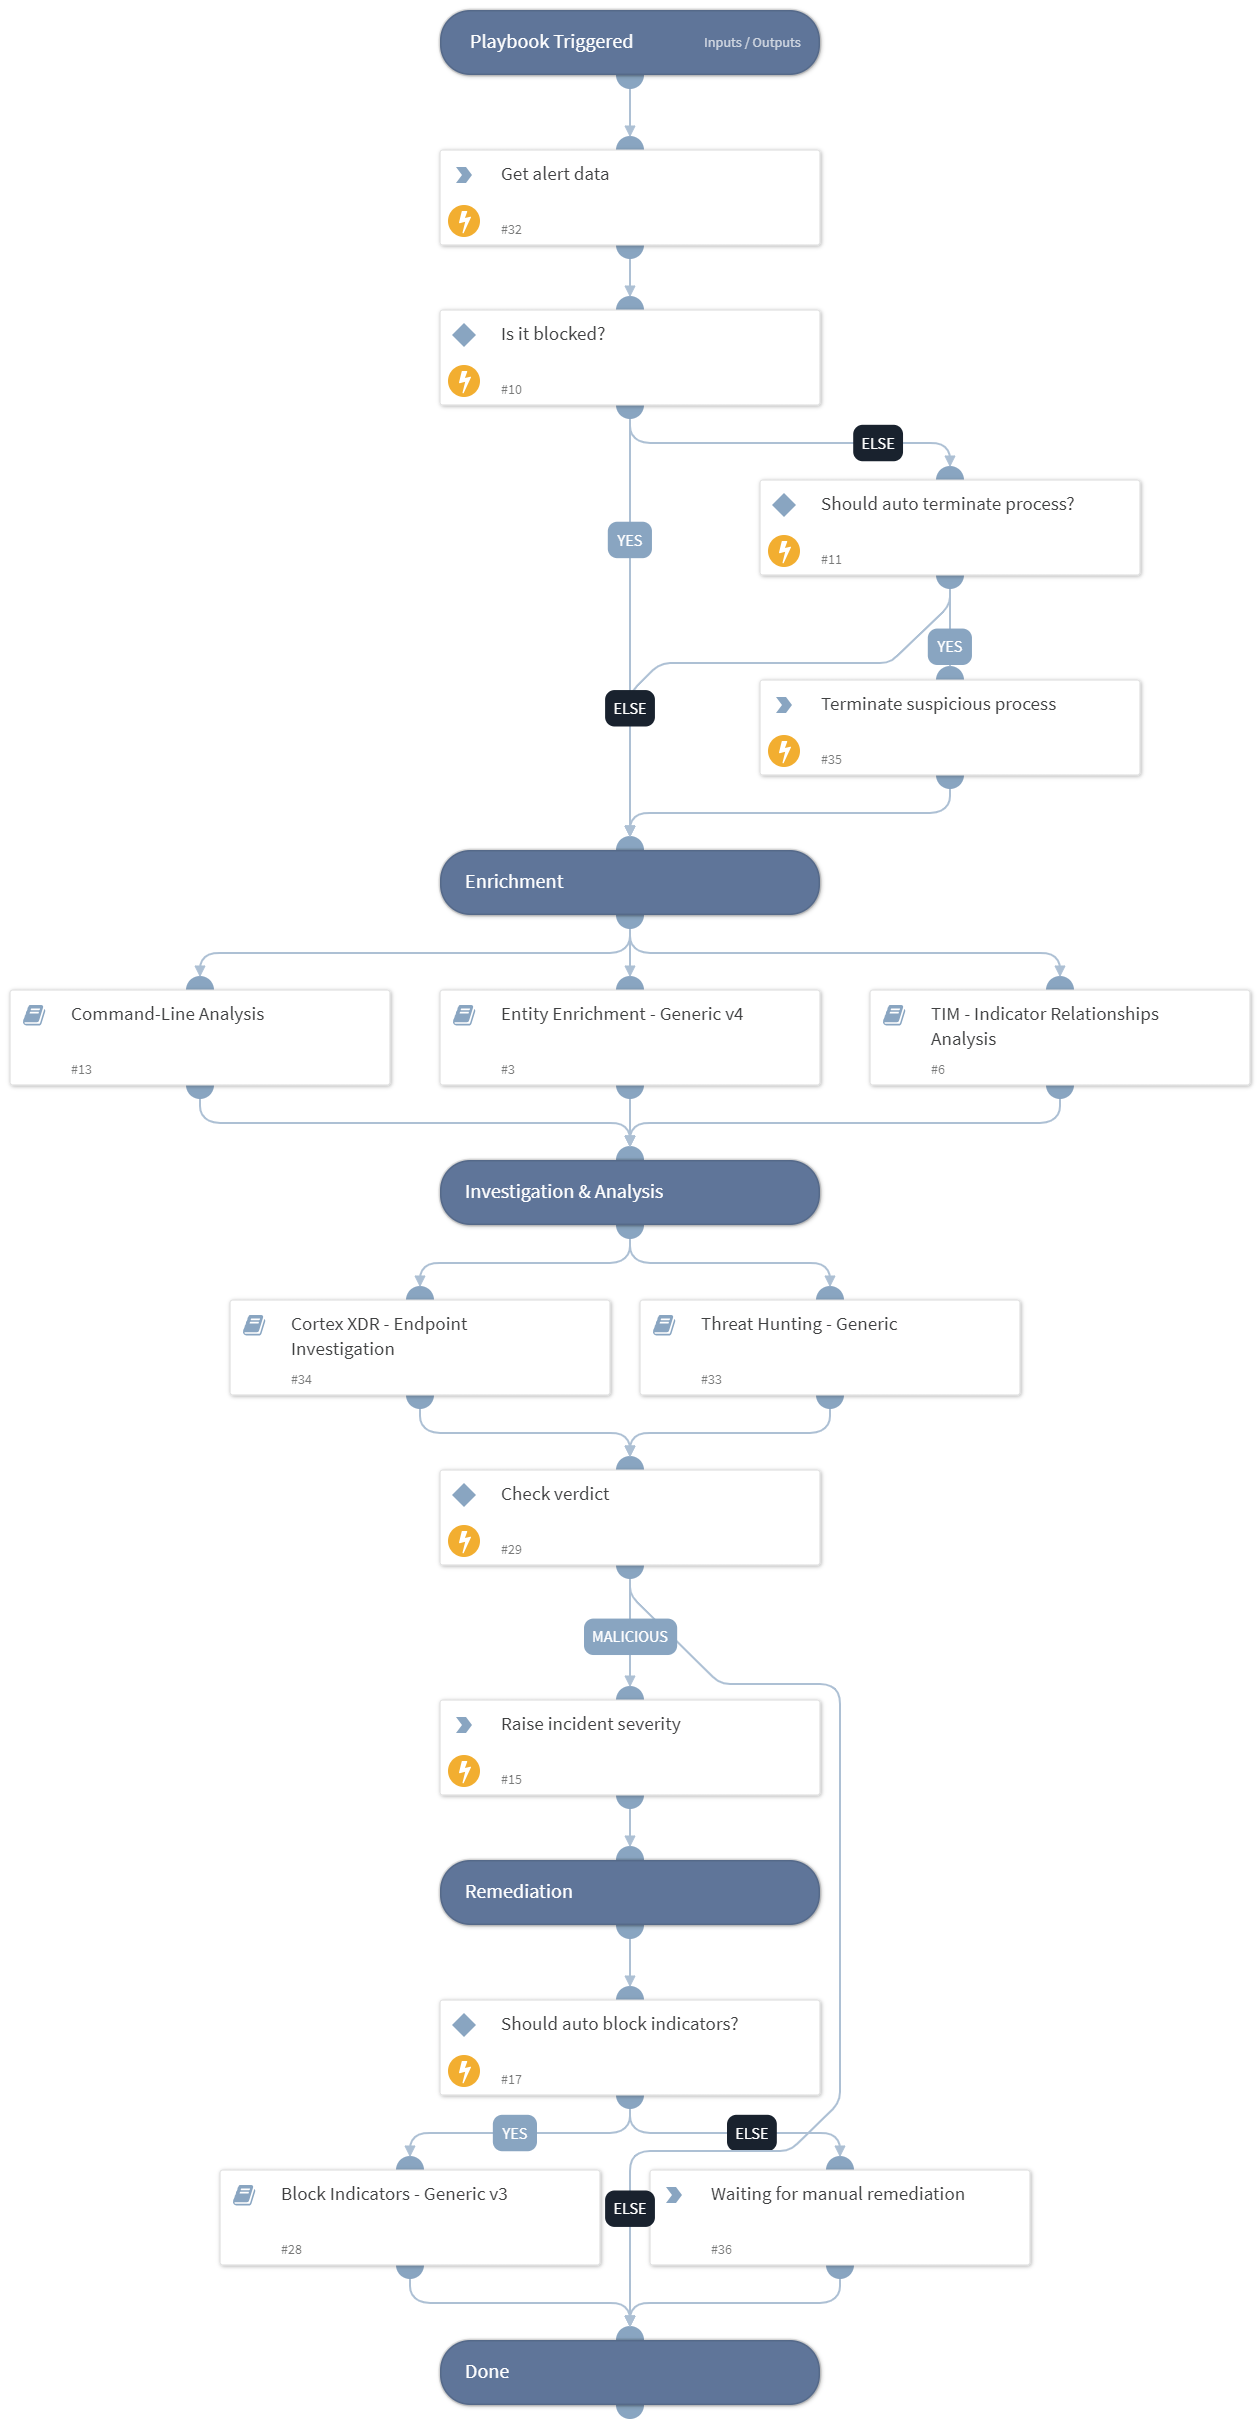 Playbook Triggered
Inputs / Outputs
Get alert data
#32
Is it blocked?
#10
ELSE
Should auto terminate process?
#11
YES
YES
ELSE
Terminate suspicious process
#35
Enrichment
Command-Line Analysis
#13
Entity Enrichment - Generic v4
#3
TIM - Indicator Relationships
Analysis
#6
Investigation & Analysis
Cortex XDR - Endpoint
Investigation
#34
Threat Hunting - Generic
#33
Check verdict
#29
MALICIOUS
Raise incident severity
#15
Remediation
Should auto block indicators?
#17
YES
ELSE
Block Indicators - Generic v3
#28
ELSE
Waiting for manual remediation
#36
Done